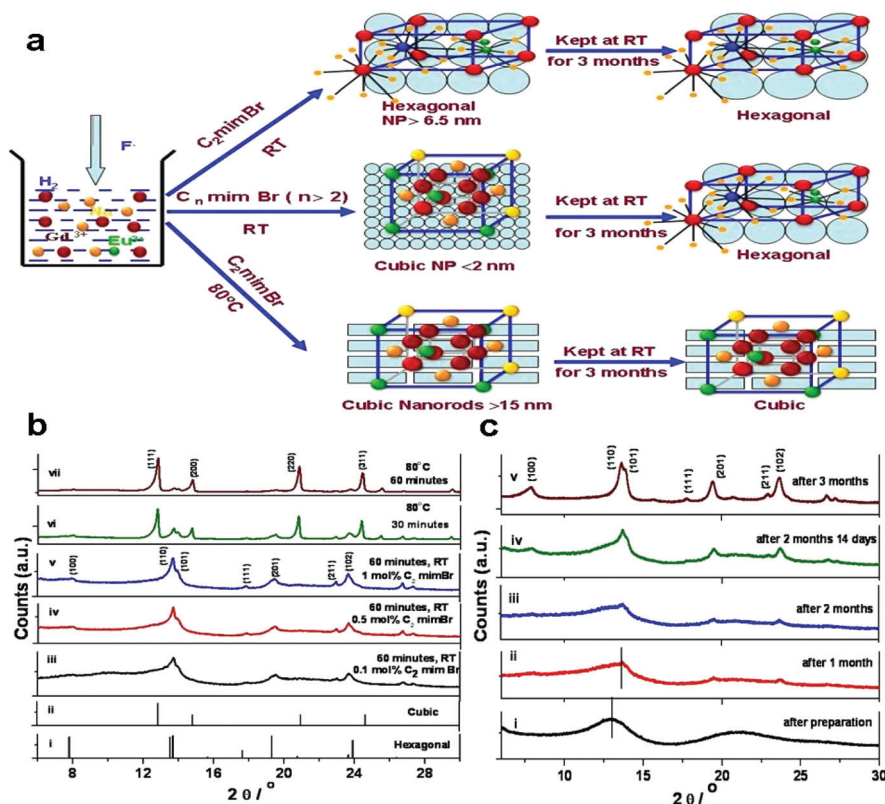 a
F-
H2
Na
Gd 3+
Eu3+
C2mimBr
RT
Hexagonal
NP> 6.5 nm
Kept at RT
for 3 months
Hexagonal
Cn mim Br ( n> 2)
RT
Cubic NP <2 nm
Kept at RT
for 3 months
Hexagonal
C2mimBr
80°C
Cubic Nanorods >15 nm
Kept at RT
for 3 months
Cubic
b
Counts (a.u.)
vii
(111)
(200)
(220)
(311)
80°C
60 minutes
vi
80°C
30 minutes
v
(100)
(110)
(101)
(111)
(201)
(211)
(102)
60 minutes, RT
1 mol% C2 mimBr
iv
60 minutes, RT
0.5 mol% C2 mimBr
iii
60 minutes, RT
0.1 mol% C2 mim Br
ii
Cubic
i
Hexagonal
8 12 16 20 24 28
2 θ / °
c
Counts (a.u.)
v
(100)
(110)
(101)
(111)
(201)
(211)
(102)
after 3 months
iv
after 2 months 14 days
iii
after 2 months
ii
after 1 month
i
after preparation
10 15 20 25 30
2 θ / °